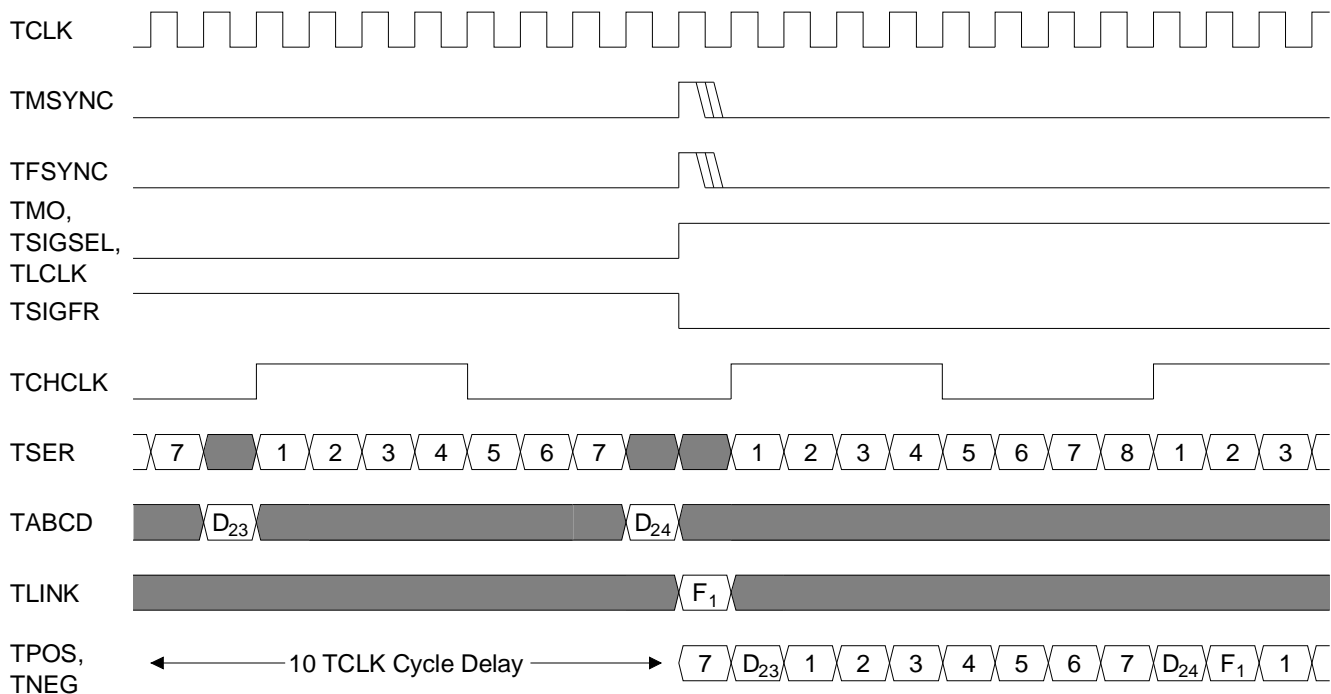 TCLK
TMSYNC
TFSYNC
TMO,
TSIGSEL,
TLCLK
TSIGFR
TCHCLK
TSER 7 1 2 3 4 5 6 7 1 2 3 4 5 6 7 8 1 2 3
TABCD D23 D24
TLINK F1
TPOS,
TNEG 10 TCLK Cycle Delay 7 D23 1 2 3 4 5 6 7 D24 F1 1